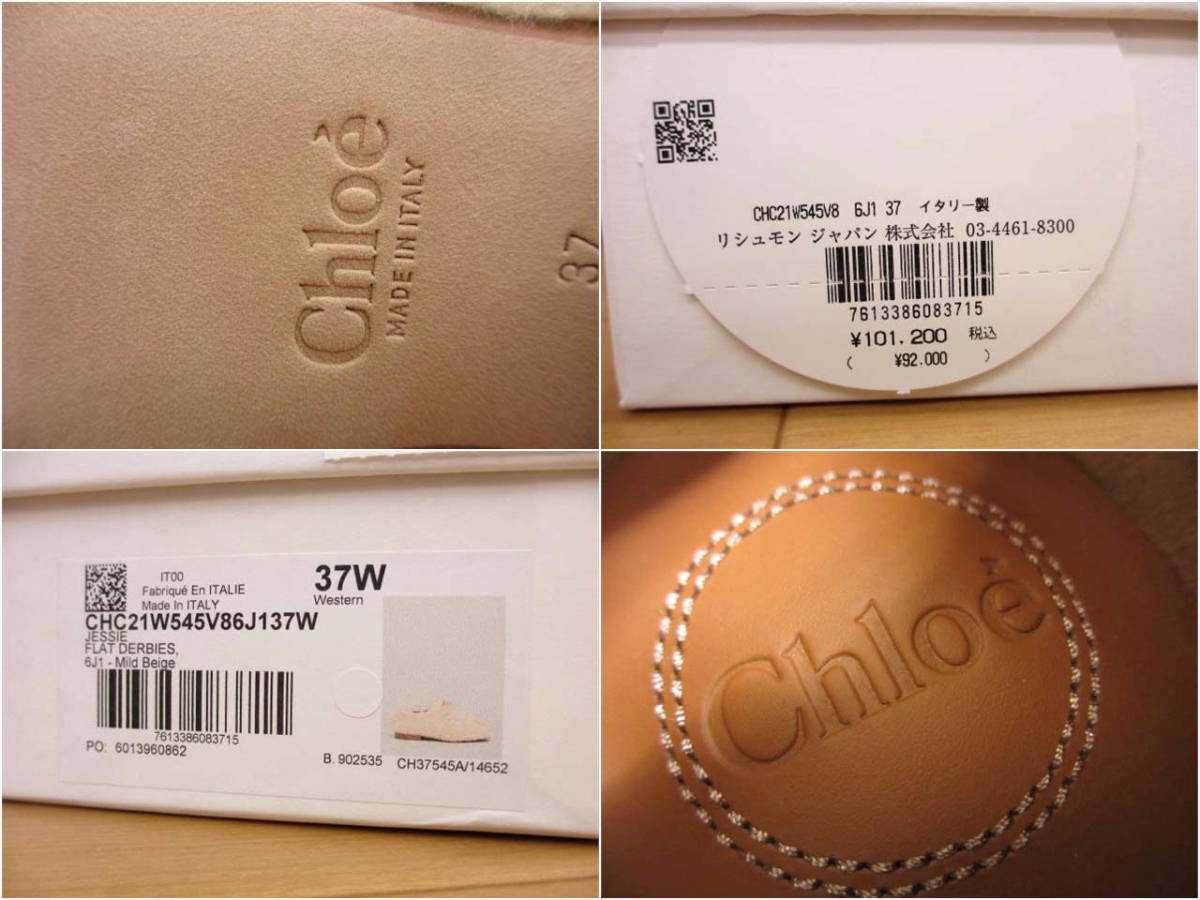 Chloé
MADE IN ITALY
37
CHC21W545V8 6J1 37 イタリー製
リシュモン ジャパン 株式会社 03-4461-8300
7613386083715
¥101.200 税込
( ¥92.000 )
IT00
Fabriqué En ITALIE
Made In ITALY
37W
Western
CHC21W545V86J137W
JESSIE
FLAT DERBIES,
6J1 - Mild Beige
7613386083715
PO: 6013960862
B. 902535
CH37545A/14652
Chloé